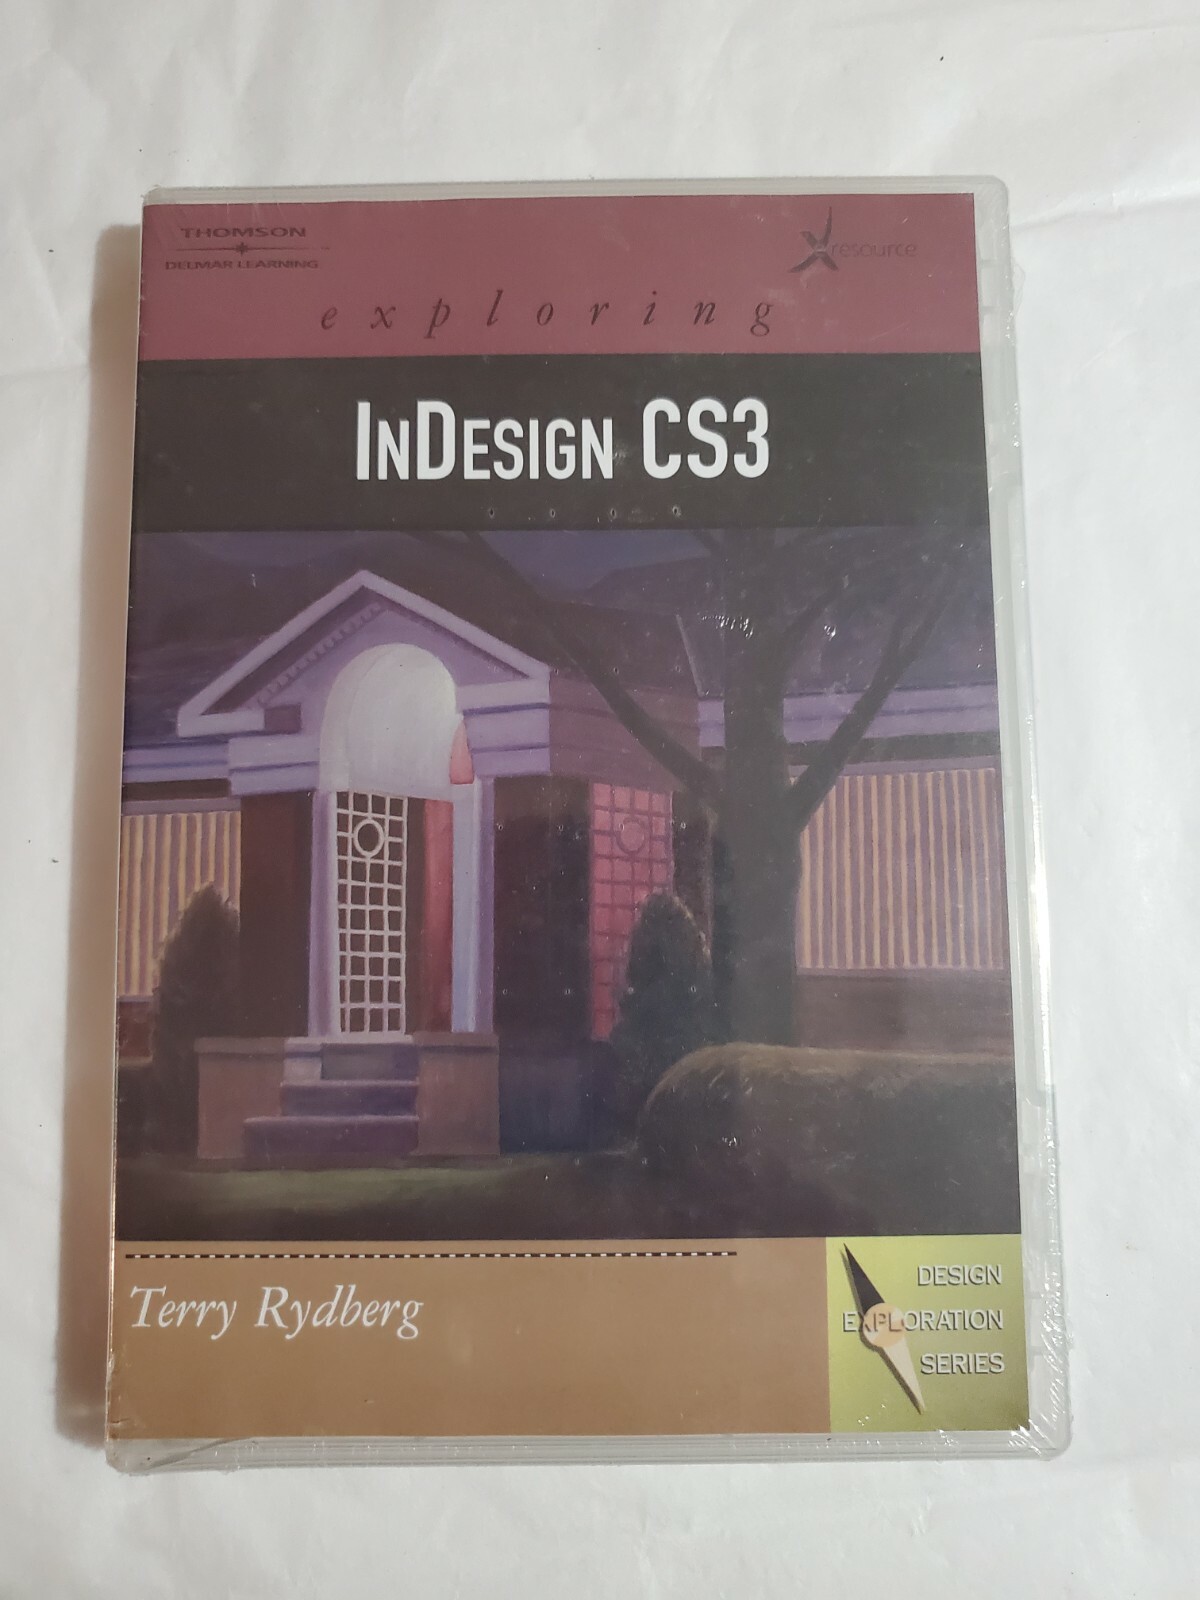 THOMSON
DELMAR LEARNING
resource
exploring
INDESIGN CS3
Terry Rydberg
DESIGN
EXPLORATION
SERIES